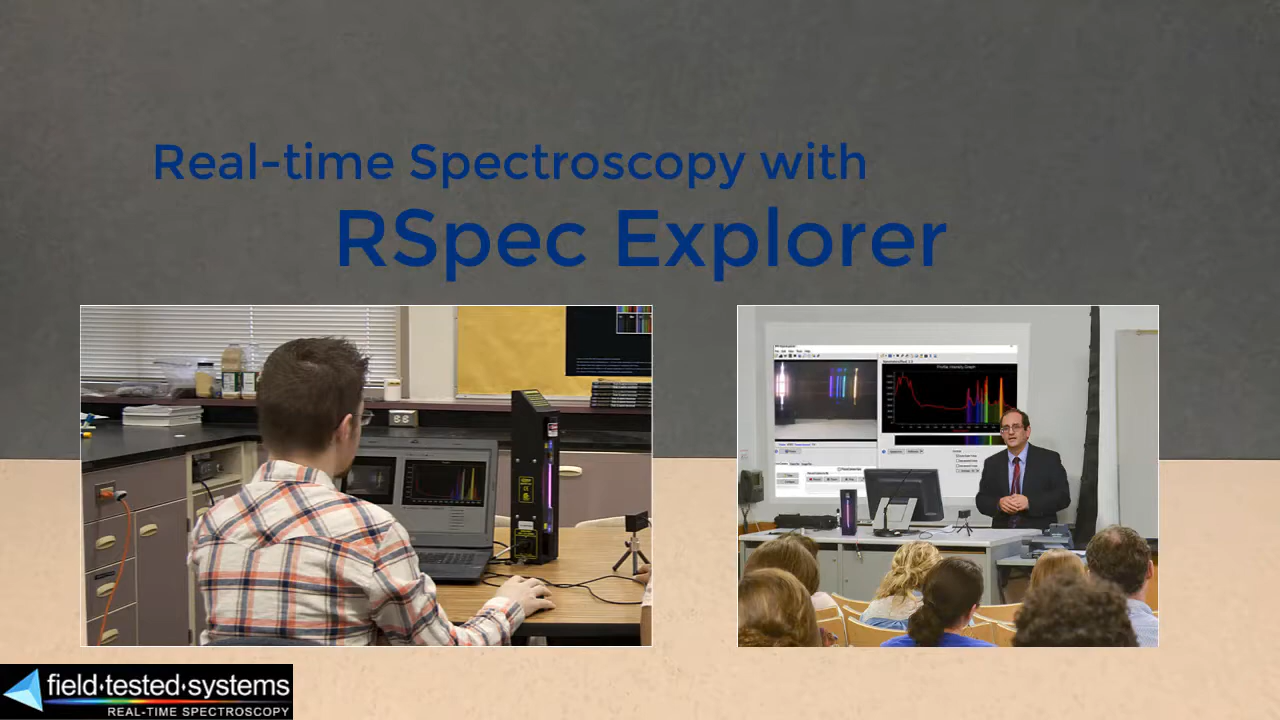 Real-time Spectroscopy with
RSpec Explorer
field·tested·systems
REAL-TIME SPECTROSCOPY